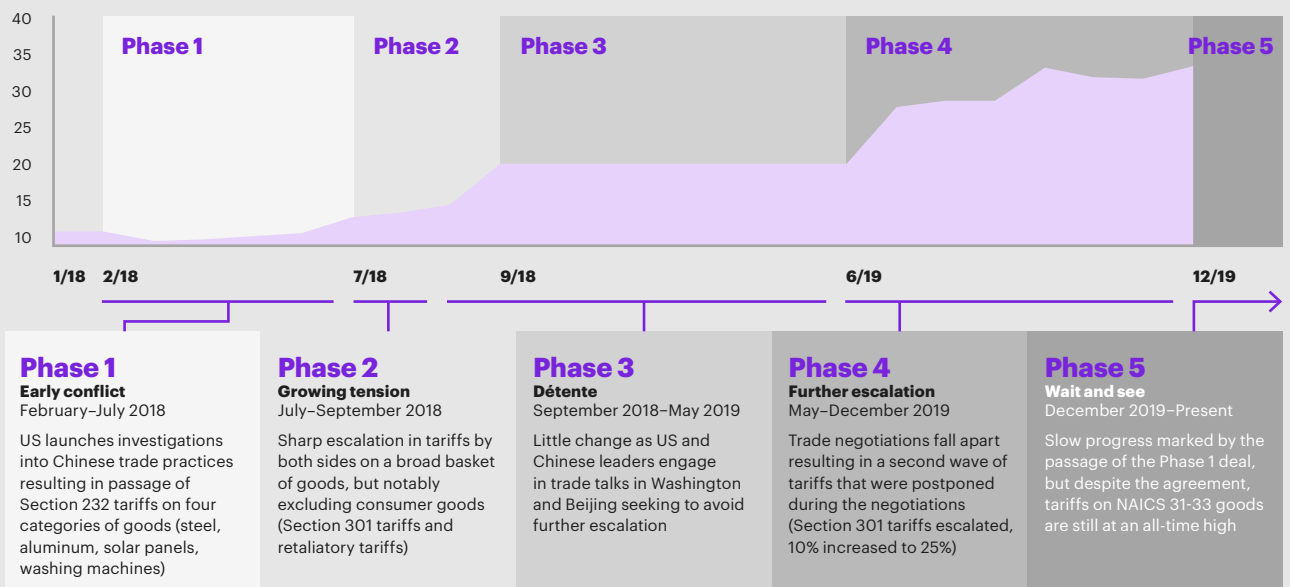 40
35
30
25
20
15
10
Phase 1
Phase 2
Phase 3
Phase 4
Phase 5
1/18
2/18
7/18
9/18
6/19
12/19
Phase 1
Early conflict
February–July 2018
US launches investigations
into Chinese trade practices
resulting in passage of
Section 232 tariffs on four
categories of goods (steel,
aluminum, solar panels,
washing machines)
Phase 2
Growing tension
July–September 2018
Sharp escalation in tariffs by
both sides on a broad basket
of goods, but notably
excluding consumer goods
(Section 301 tariffs and
retaliatory tariffs)
Phase 3
Détente
September 2018–May 2019
Little change as US and
Chinese leaders engage
in trade talks in Washington
and Beijing seeking to avoid
further escalation
Phase 4
Further escalation
May–December 2019
Trade negotiations fall apart
resulting in a second wave of
tariffs that were postponed
during the negotiations
(Section 301 tariffs escalated,
10% increased to 25%)
Phase 5
Wait and see
December 2019–Present
Slow progress marked by the
passage of the Phase 1 deal,
but despite the agreement,
tariffs on NAICS 31-33 goods
are still at an all-time high